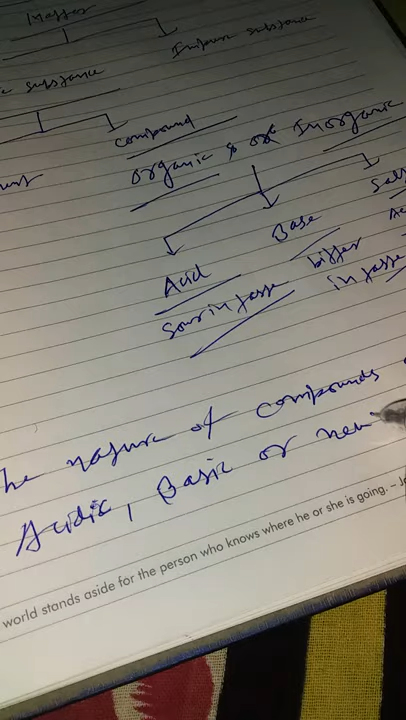 Matter
Impure substance
substance
compound
organic & or Inorganic
Acid Base Salt
Sour in taste bitter
in taste
The nature of compounds
Acidic, Basic or neu
world stands aside for the person who knows where he or she is going. – J